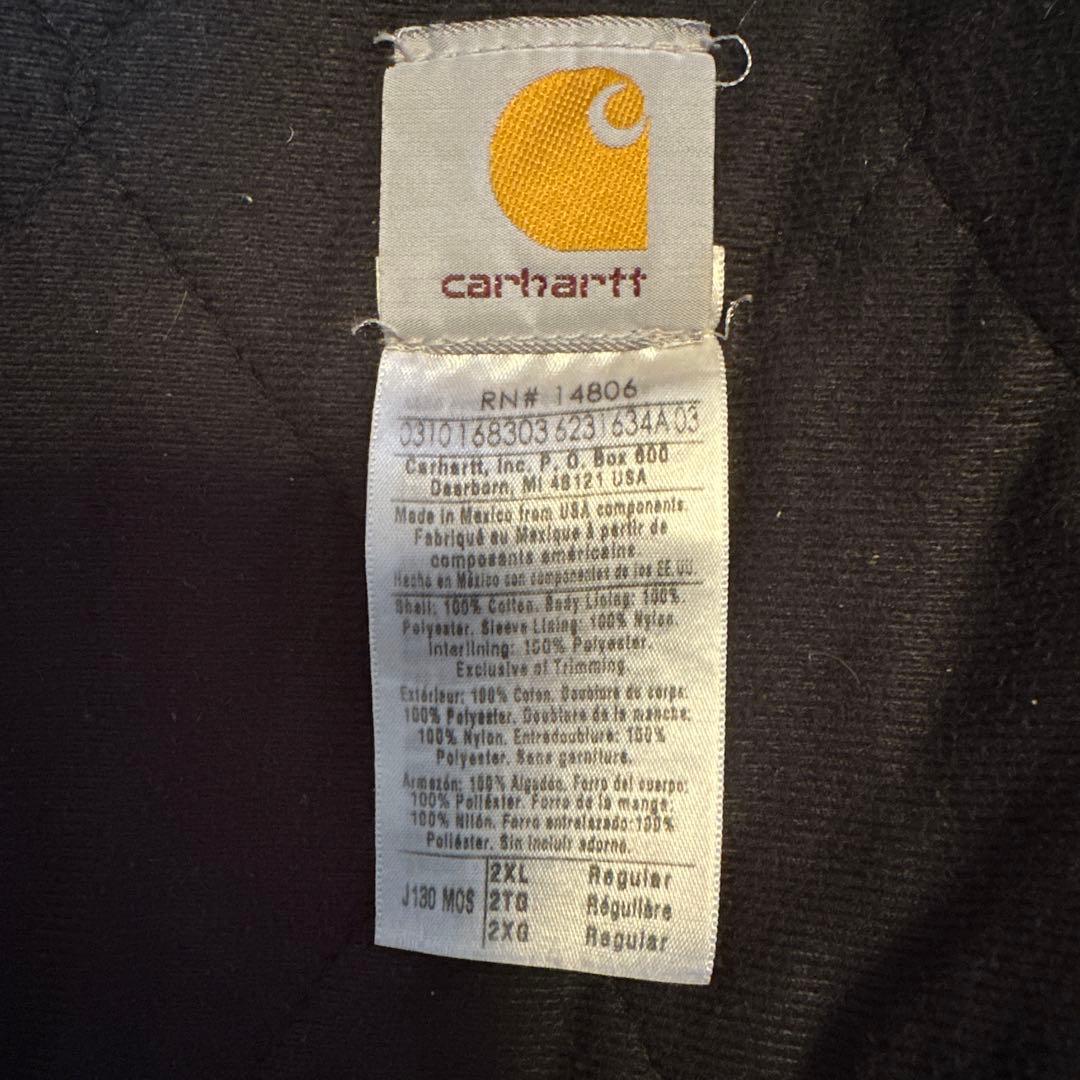 carhartt
RN# 14806
0310168303 6231634A03
Carhartt, Inc. P. O. Box 600
Dearborn, MI 48121 USA
Made in Mexico from USA components.
Fabriqué au Mexique à partir de
composants américains
Hecho en México con componentes de los EE. UU.
Shell: 100% Cotton. Body Lining: 100%
Polyester. Sleeve Lining: 100% Nylon.
Interlining: 100% Polyester.
Exclusive of Trimming.
Extérieur: 100% Coton. Doublure de corps:
100% Polyester. Doublure de la manche:
100% Nylon. Entredoublure: 100%
Polyester. Sans garniture.
Armazón: 100% Algodón. Forro del cuerpo:
100% Poliéster. Forro de la manga:
100% Nilón. Forro entrelazado: 100%
Poliéster. Sin incluir adorno.
J130 MOS
2XL Regular
2TG Régulière
2XG Regular